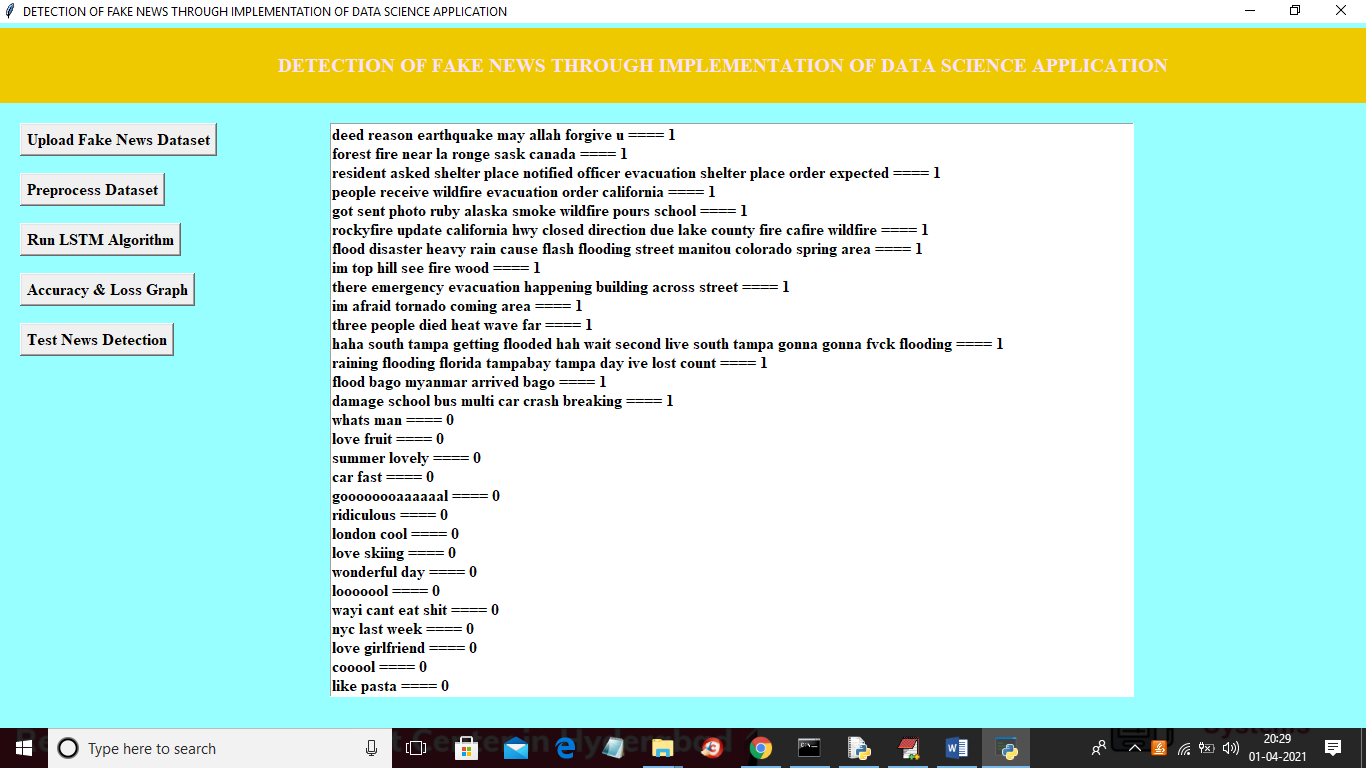 DETECTION OF FAKE NEWS THROUGH IMPLEMENTATION OF DATA SCIENCE APPLICATION
DETECTION OF FAKE NEWS THROUGH IMPLEMENTATION OF DATA SCIENCE APPLICATION
Upload Fake News Dataset
Preprocess Dataset
Run LSTM Algorithm
Accuracy & Loss Graph
Test News Detection
deed reason earthquake may allah forgive u ==== 1
forest fire near la ronge sask canada ==== 1
resident asked shelter place notified officer evacuation shelter place order expected ==== 1
people receive wildfire evacuation order california ==== 1
got sent photo ruby alaska smoke wildfire pours school ==== 1
rockyfire update california hwy closed direction due lake county fire cafire wildfire ==== 1
flood disaster heavy rain cause flash flooding street manitou colorado spring area ==== 1
im top hill see fire wood ==== 1
there emergency evacuation happening building across street ==== 1
im afraid tornado coming area ==== 1
three people died heat wave far ==== 1
haha south tampa getting flooded hah wait second live south tampa gonna gonna fvck flooding ==== 1
raining flooding florida tampabay tampa day ive lost count ==== 1
flood bago myanmar arrived bago ==== 1
damage school bus multi car crash breaking ==== 1
whats man ==== 0
love fruit ==== 0
summer lovely ==== 0
car fast ==== 0
goooooooaaaaaal ==== 0
ridiculous ==== 0
london cool ==== 0
love skiing ==== 0
wonderful day ==== 0
looooool ==== 0
wayi cant eat shit ==== 0
nyc last week ==== 0
love girlfriend ==== 0
cooool ==== 0
like pasta ==== 0
Type here to search
20:29
01-04-2021